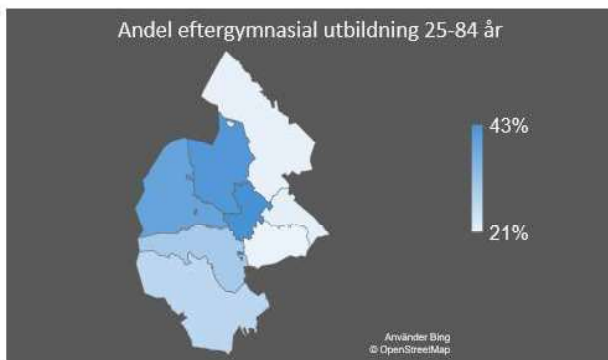 Andel eftergymnasial utbildning 25-84 år
43%
21%
Använder Bing
© OpenStreetMap